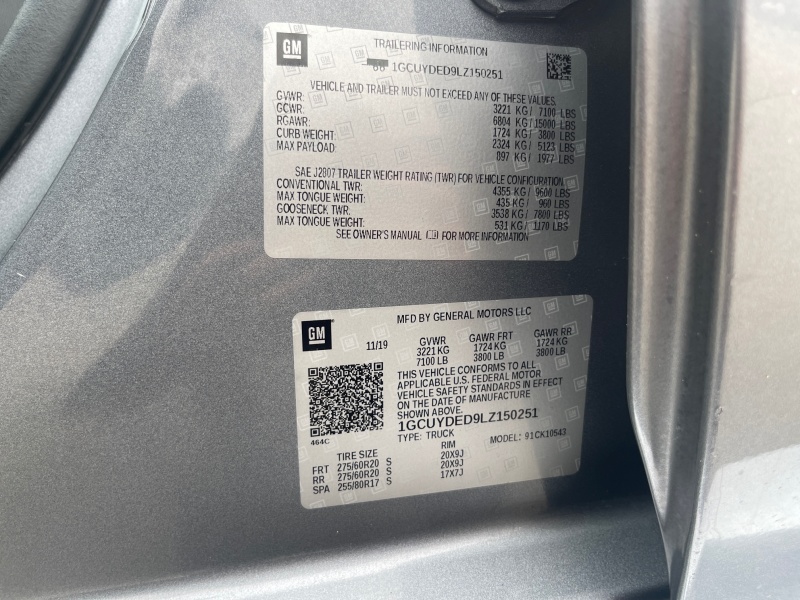 GM
TRAILERING INFORMATION
1GCUYDED9LZ150251
VEHICLE AND TRAILER MUST NOT EXCEED ANY OF THESE VALUES.
GVWR: 3221 KG / 7100 LBS
GCWR: 6804 KG / 15000 LBS
RGAWR: 1724 KG / 3800 LBS
CURB WEIGHT: 2324 KG / 5123 LBS
MAX PAYLOAD: 897 KG / 1977 LBS
SAE J2807 TRAILER WEIGHT RATING (TWR) FOR VEHICLE CONFIGURATION.
CONVENTIONAL TWR: 4355 KG / 9600 LBS
MAX TONGUE WEIGHT: 435 KG / 960 LBS
GOOSENECK TWR: 3538 KG / 7800 LBS
MAX TONGUE WEIGHT: 531 KG / 1170 LBS
SEE OWNER'S MANUAL FOR MORE INFORMATION
GM
MFD BY GENERAL MOTORS LLC
11/19 GVWR GAWR FRT GAWR RR
3221 KG 1724 KG 1724 KG
7100 LB 3800 LB 3800 LB
THIS VEHICLE CONFORMS TO ALL
APPLICABLE U.S. FEDERAL MOTOR
VEHICLE SAFETY STANDARDS IN EFFECT
ON THE DATE OF MANUFACTURE
SHOWN ABOVE.
1GCUYDED9LZ150251
464C TYPE: TRUCK MODEL: 91CK10543
TIRE SIZE RIM
FRT 275/60R20 S 20X9J
RR 275/60R20 S 20X9J
SPA 255/80R17 S 17X7J